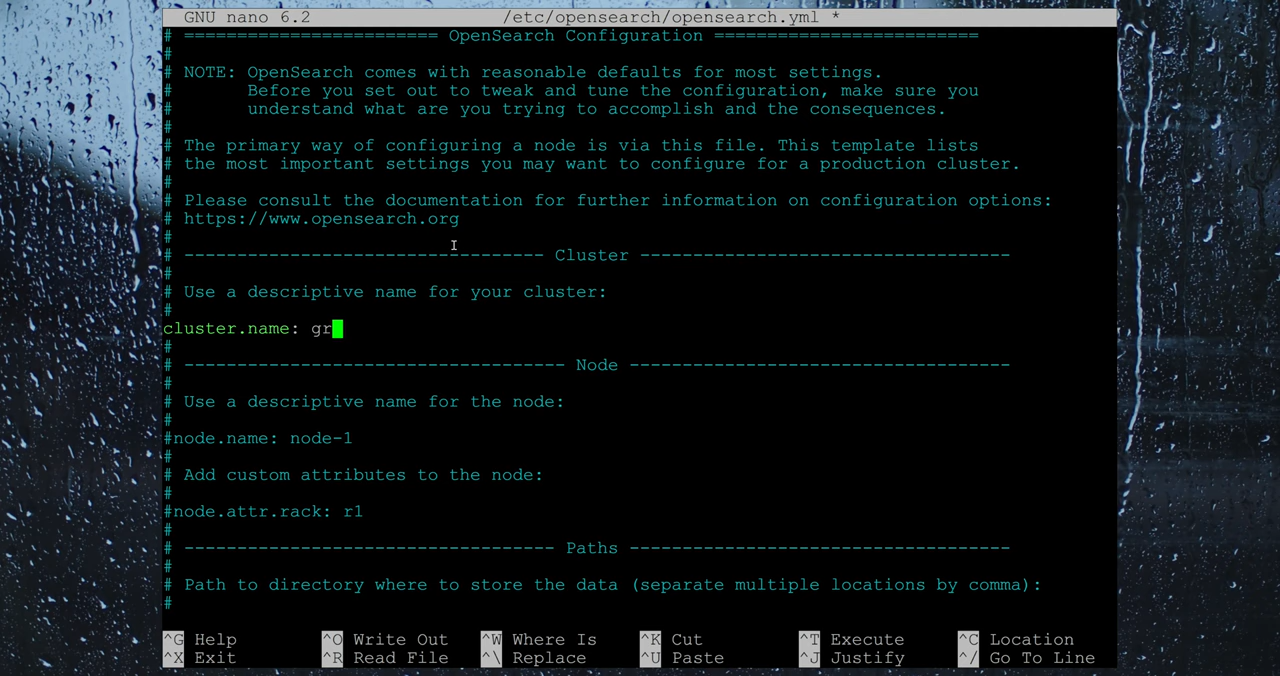 GNU nano 6.2 /etc/opensearch/opensearch.yml *
# ======================== OpenSearch Configuration =========================
#
# NOTE: OpenSearch comes with reasonable defaults for most settings.
#       Before you set out to tweak and tune the configuration, make sure you
#       understand what are you trying to accomplish and the consequences.
#
# The primary way of configuring a node is via this file. This template lists
# the most important settings you may want to configure for a production cluster.
#
# Please consult the documentation for further information on configuration options:
# https://www.opensearch.org
#
# ---------------------------------- Cluster -----------------------------------
#
# Use a descriptive name for your cluster:
#
cluster.name: gr
#
# ------------------------------------ Node ------------------------------------
#
# Use a descriptive name for the node:
#
#node.name: node-1
#
# Add custom attributes to the node:
#
#node.attr.rack: r1
#
# ----------------------------------- Paths ------------------------------------
#
# Path to directory where to store the data (separate multiple locations by comma):
#
^G Help ^O Write Out ^W Where Is ^K Cut ^T Execute ^C Location
^X Exit ^R Read File ^\ Replace ^U Paste ^J Justify ^/ Go To Line